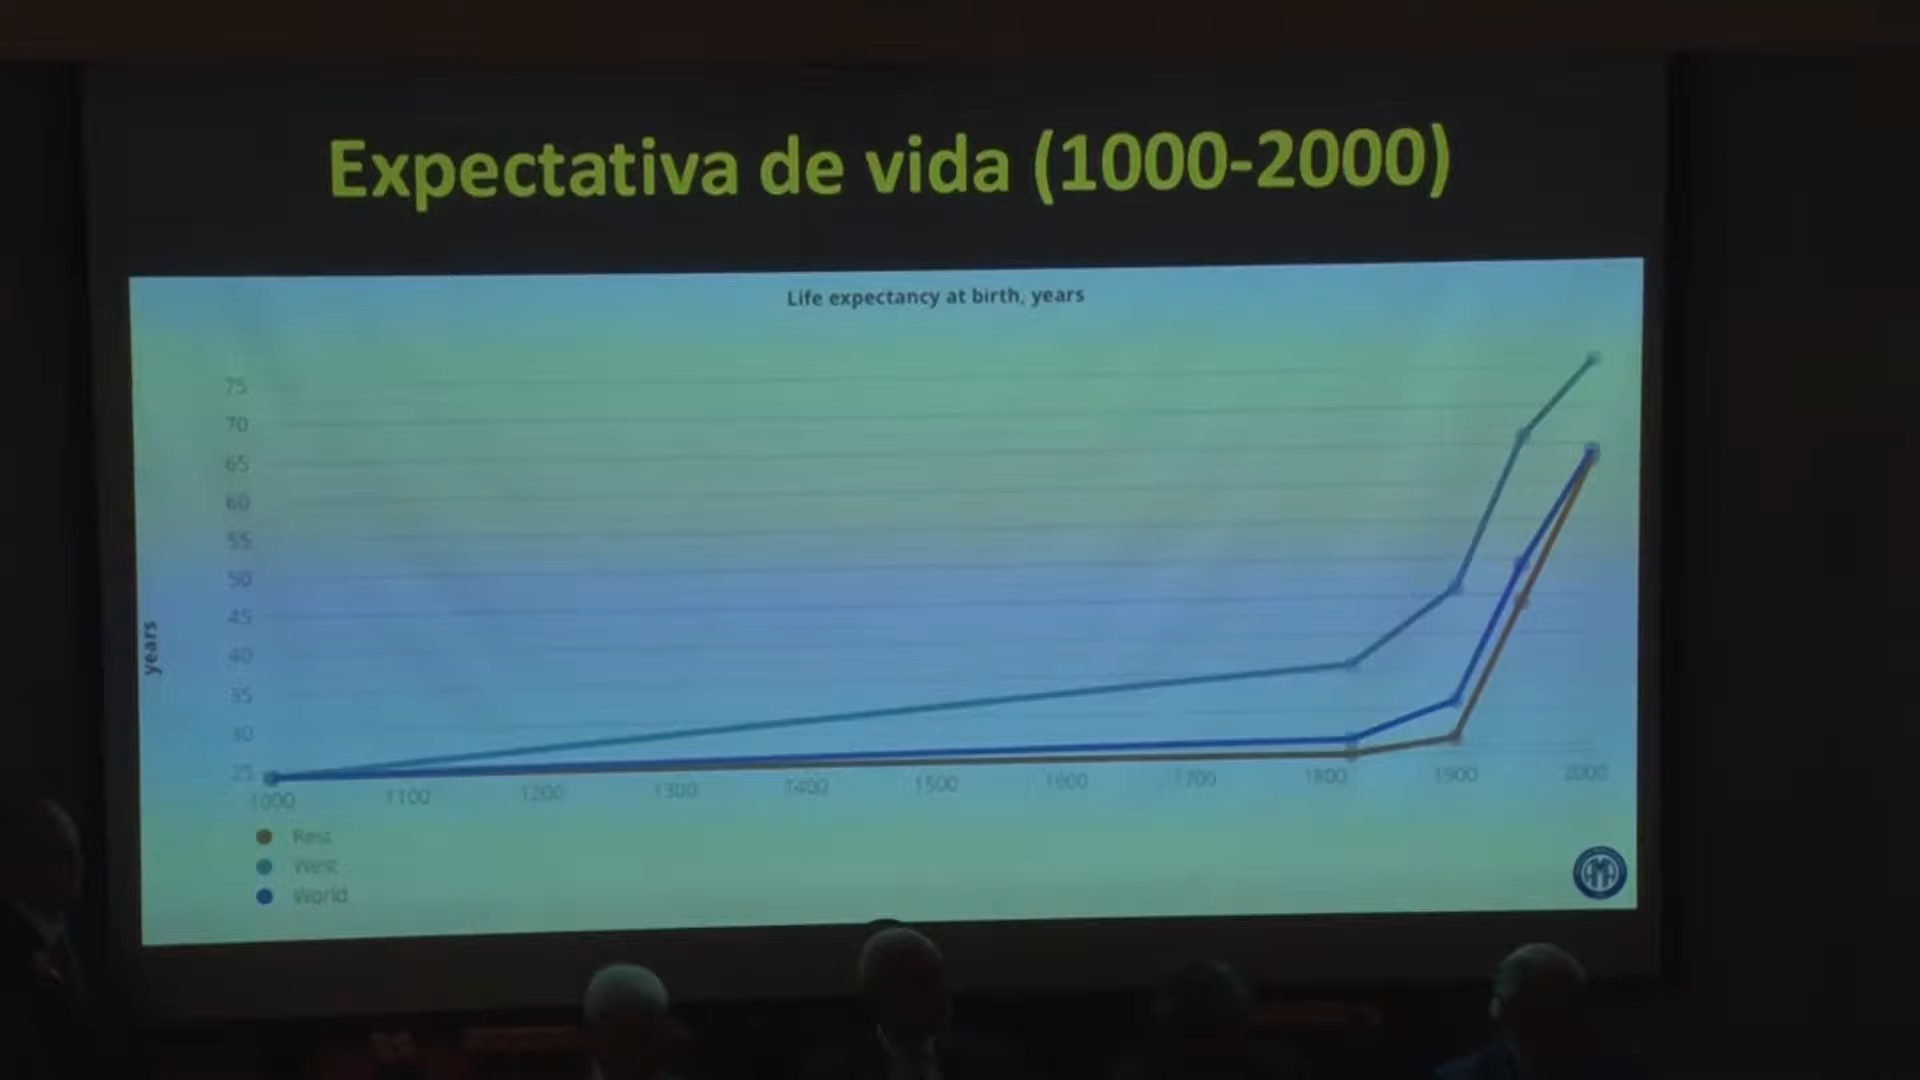 Expectativa de vida (1000-2000)
Life expectancy at birth, years
75
70
65
60
55
50
45
40
35
30
25
years
1000 1100 1200 1300 1400 1500 1600 1700 1800 1900 2000
Rest
West
World
AMA